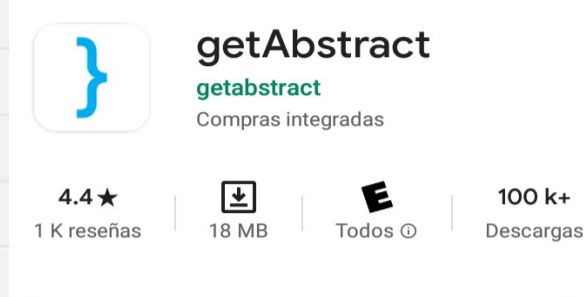 getAbstract
getabstract
Compras integradas
4.4★ 18 MB E 100 k+
1 K reseñas Todos Descargas